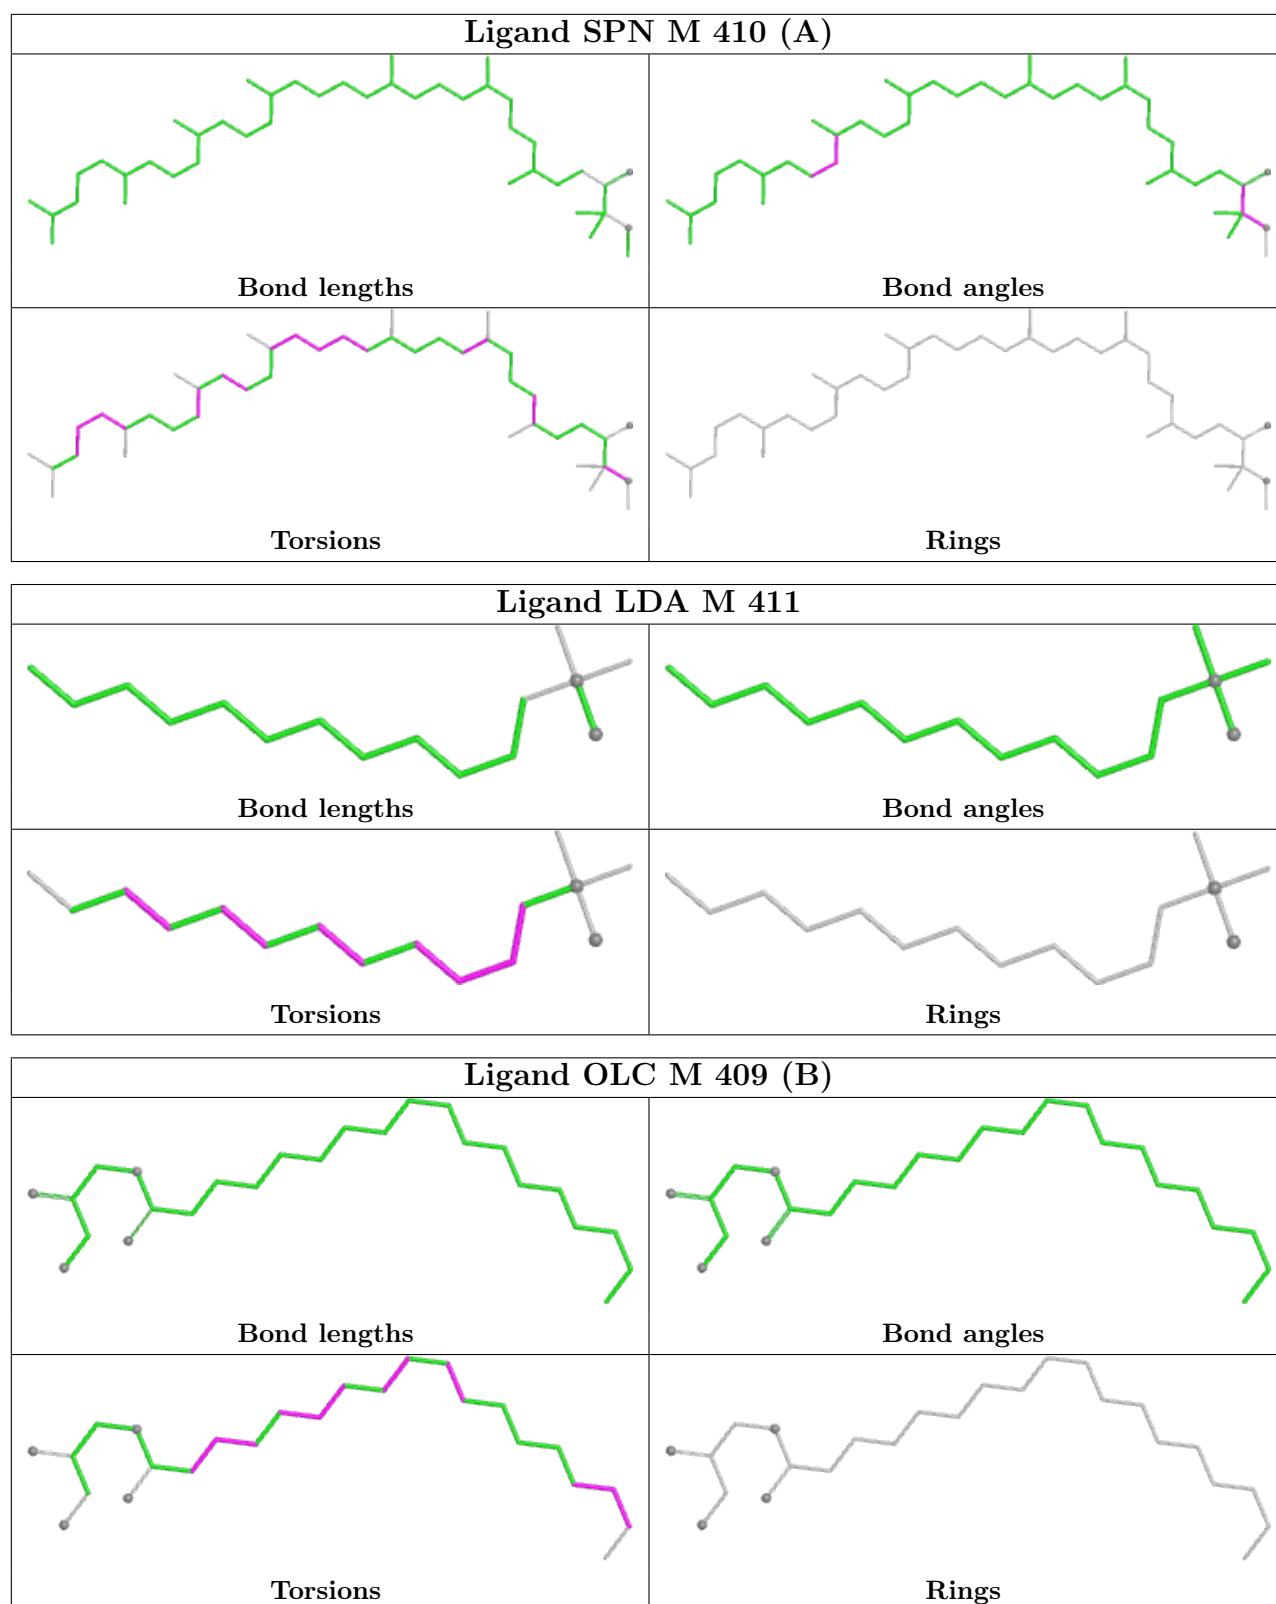 Ligand SPN M 410 (A)
Bond lengths
Bond angles
Torsions
Rings
Ligand LDA M 411
Bond lengths
Bond angles
Torsions
Rings
Ligand OLC M 409 (B)
Bond lengths
Bond angles
Torsions
Rings